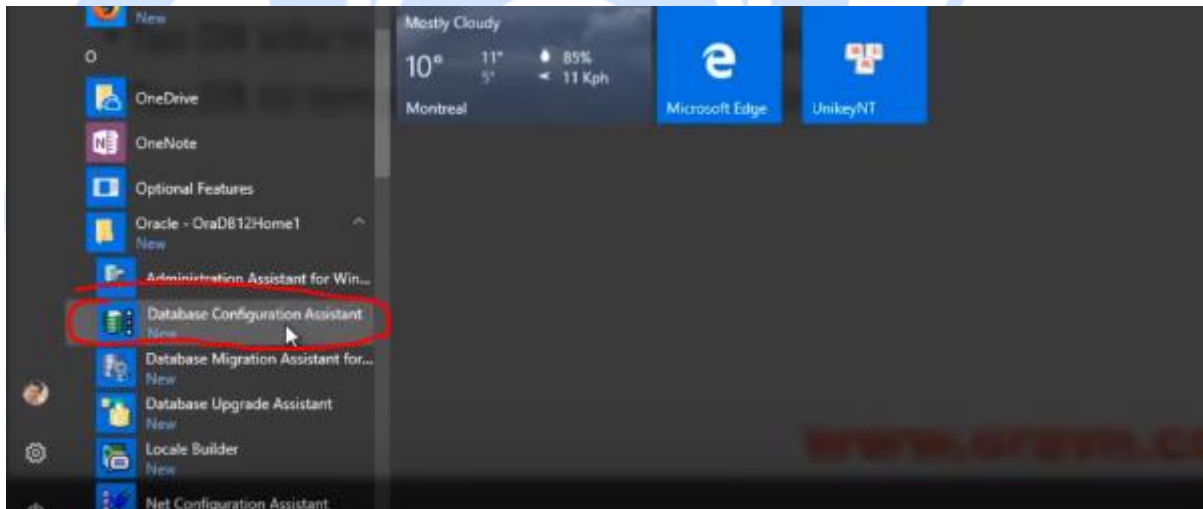 New
O
OneDrive
OneNote
Optional Features
Oracle - OraDB12Home1
New
Administration Assistant for Win...
Database Configuration Assistant
New
Database Migration Assistant for...
New
Database Upgrade Assistant
New
Locale Builder
New
Net Configuration Assistant
Mostly Cloudy
10°
11°
5°
85%
11 Kph
Montreal
Microsoft Edge
UnikeyNT